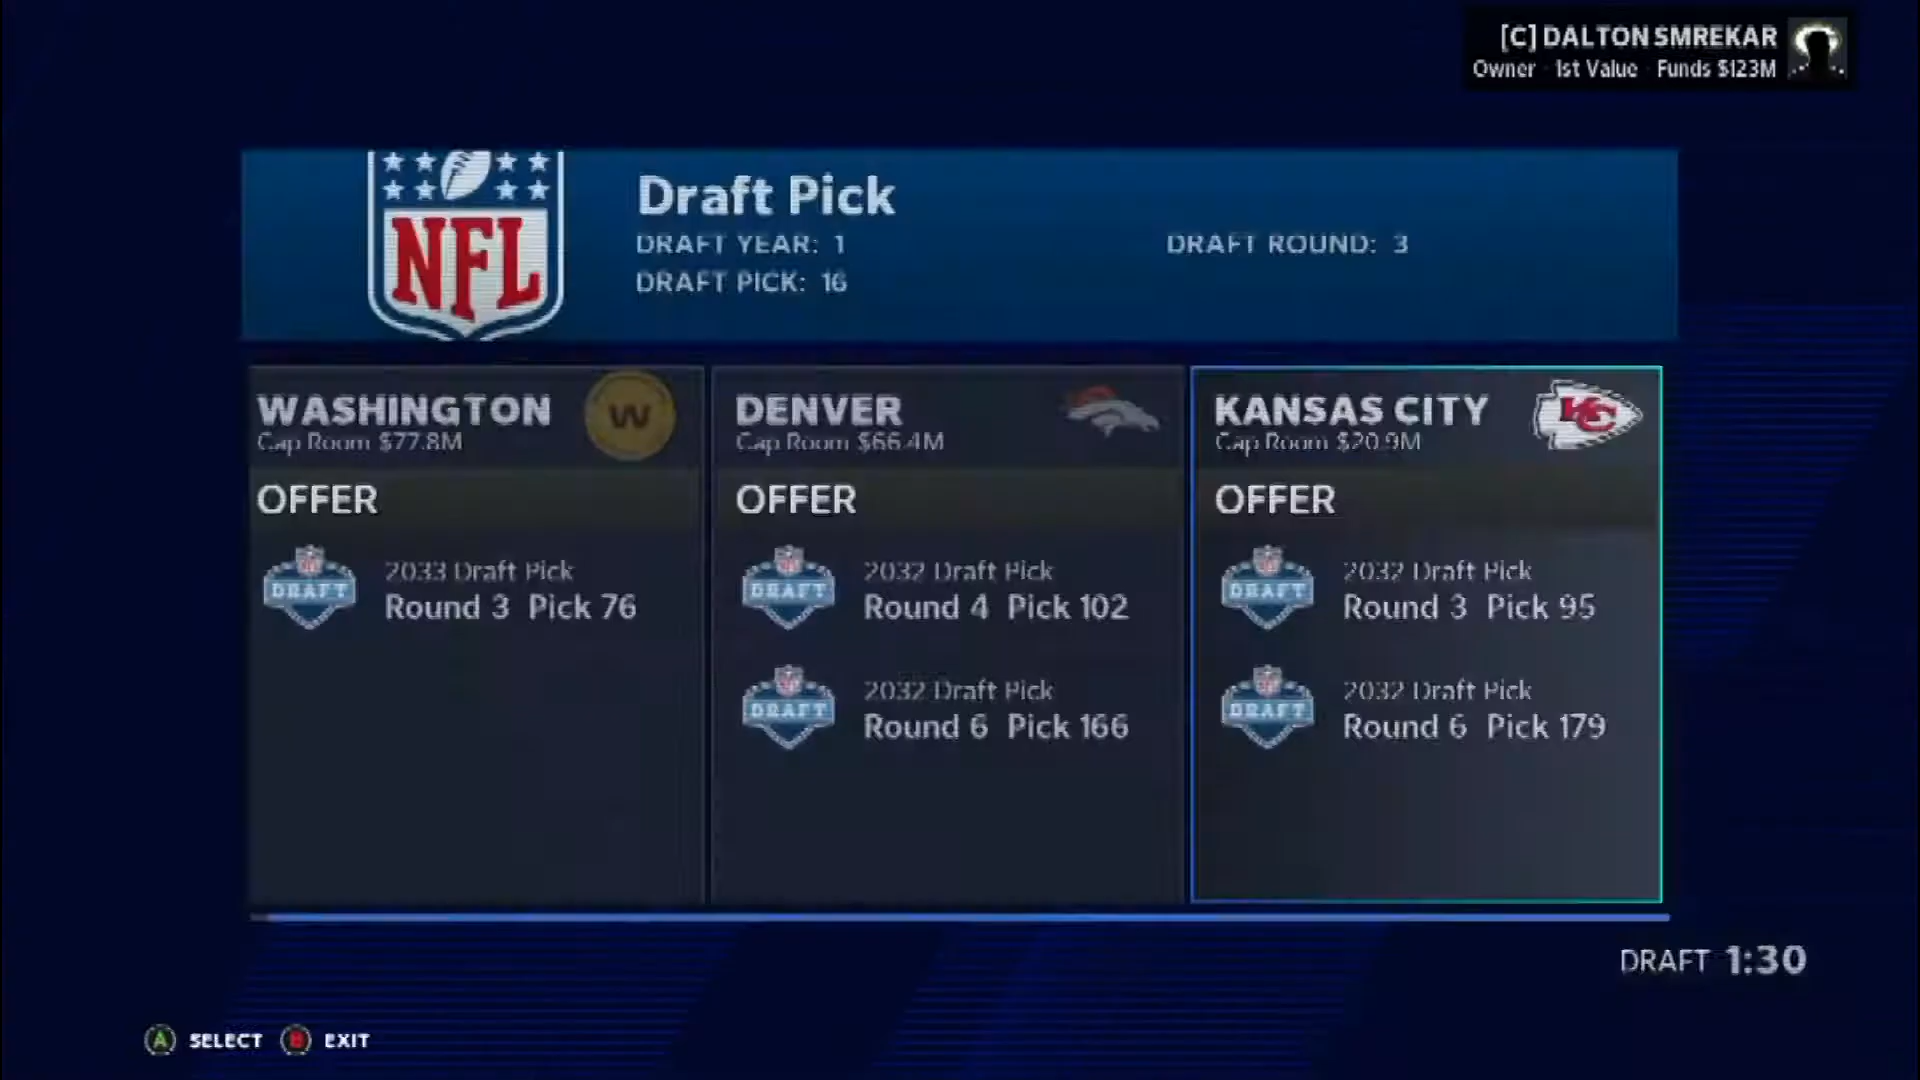 [C] DALTON SMREKAR
Owner · 1st Value · Funds $123M
NFL
Draft Pick
DRAFT YEAR: 1
DRAFT ROUND: 3
DRAFT PICK: 16
WASHINGTON
Cap Room $77.8M
W
OFFER
DRAFT
2033 Draft Pick
Round 3 Pick 76
DENVER
Cap Room $66.4M
OFFER
DRAFT
2032 Draft Pick
Round 4 Pick 102
DRAFT
2032 Draft Pick
Round 6 Pick 166
KANSAS CITY
Cap Room $20.9M
KC
OFFER
DRAFT
2032 Draft Pick
Round 3 Pick 95
DRAFT
2032 Draft Pick
Round 6 Pick 179
DRAFT 1:30
A SELECT B EXIT